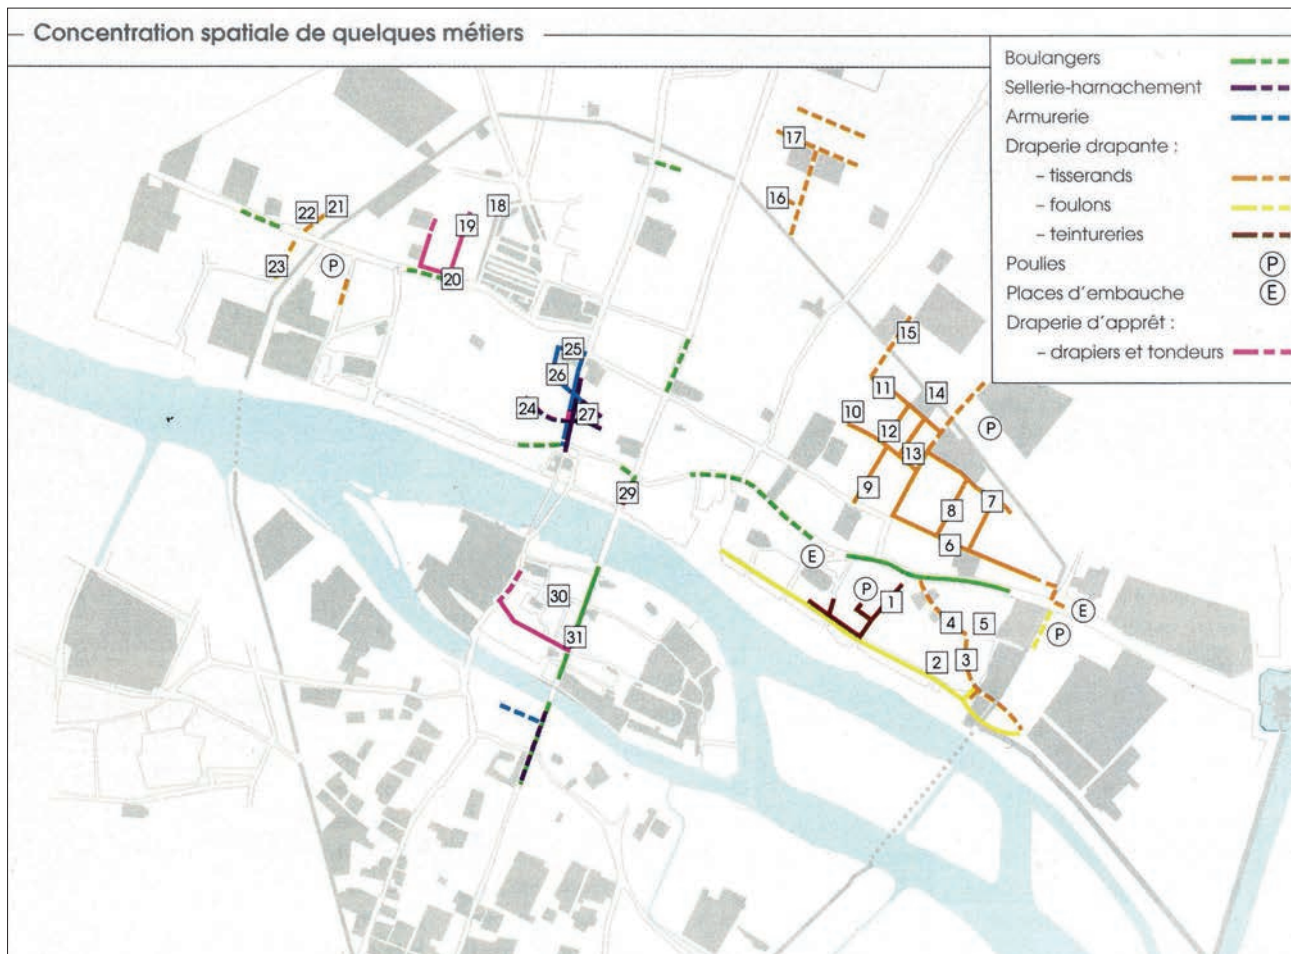 Concentration spatiale de quelques métiers
Boulangers
Sellerie-harnachement
Armurerie
Draperie drapante :
– tisserands
– foulons
– teintureries
Poulies P
Places d'embauche E
Draperie d'apprêt :
– drapiers et tondeurs
17
16
22 21
18
19
23 P
20
15
25
26
11 14
24 27
10
12
P
13
9 7
29
8
6
E
P
30
1
E
4 5
31
P
2 3